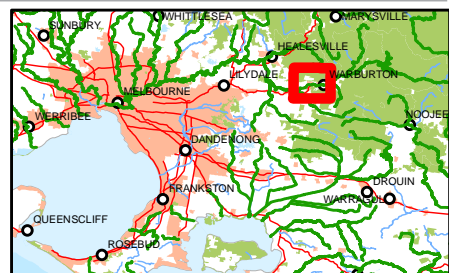 WHITTLESEA
MARYSVILLE
SUNBURY
HEALESVILLE
LILYDALE
WARBURTON
MELBOURNE
WERRIBEE
NOOJEE
DANDENONG
DROUIN
FRANKSTON
WARRAGUL
QUEENSCLIFF
ROSEBUD